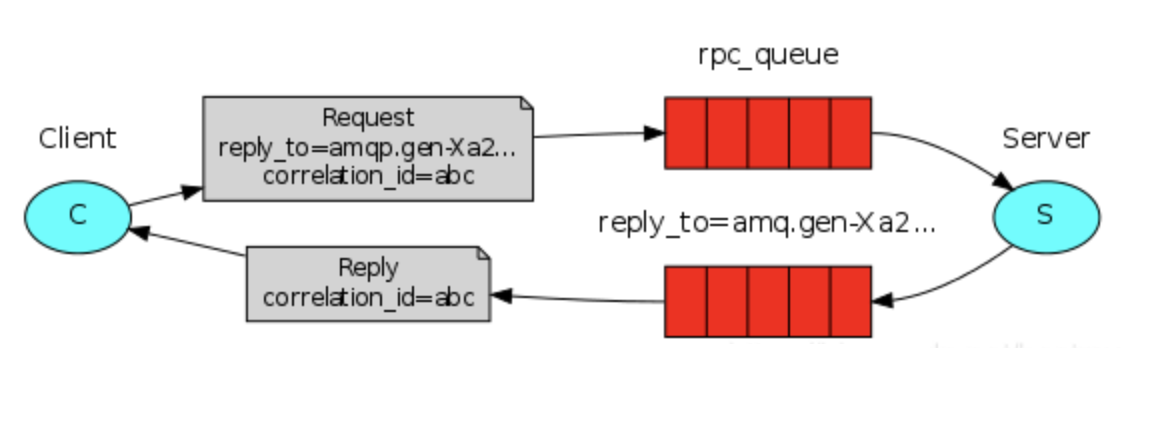 rpc_queue
Client
Request
reply_to=amqp.gen-Xa2...
correlation_id=abc
Server
C
S
reply_to=amq.gen-Xa2...
Reply
correlation_id=abc